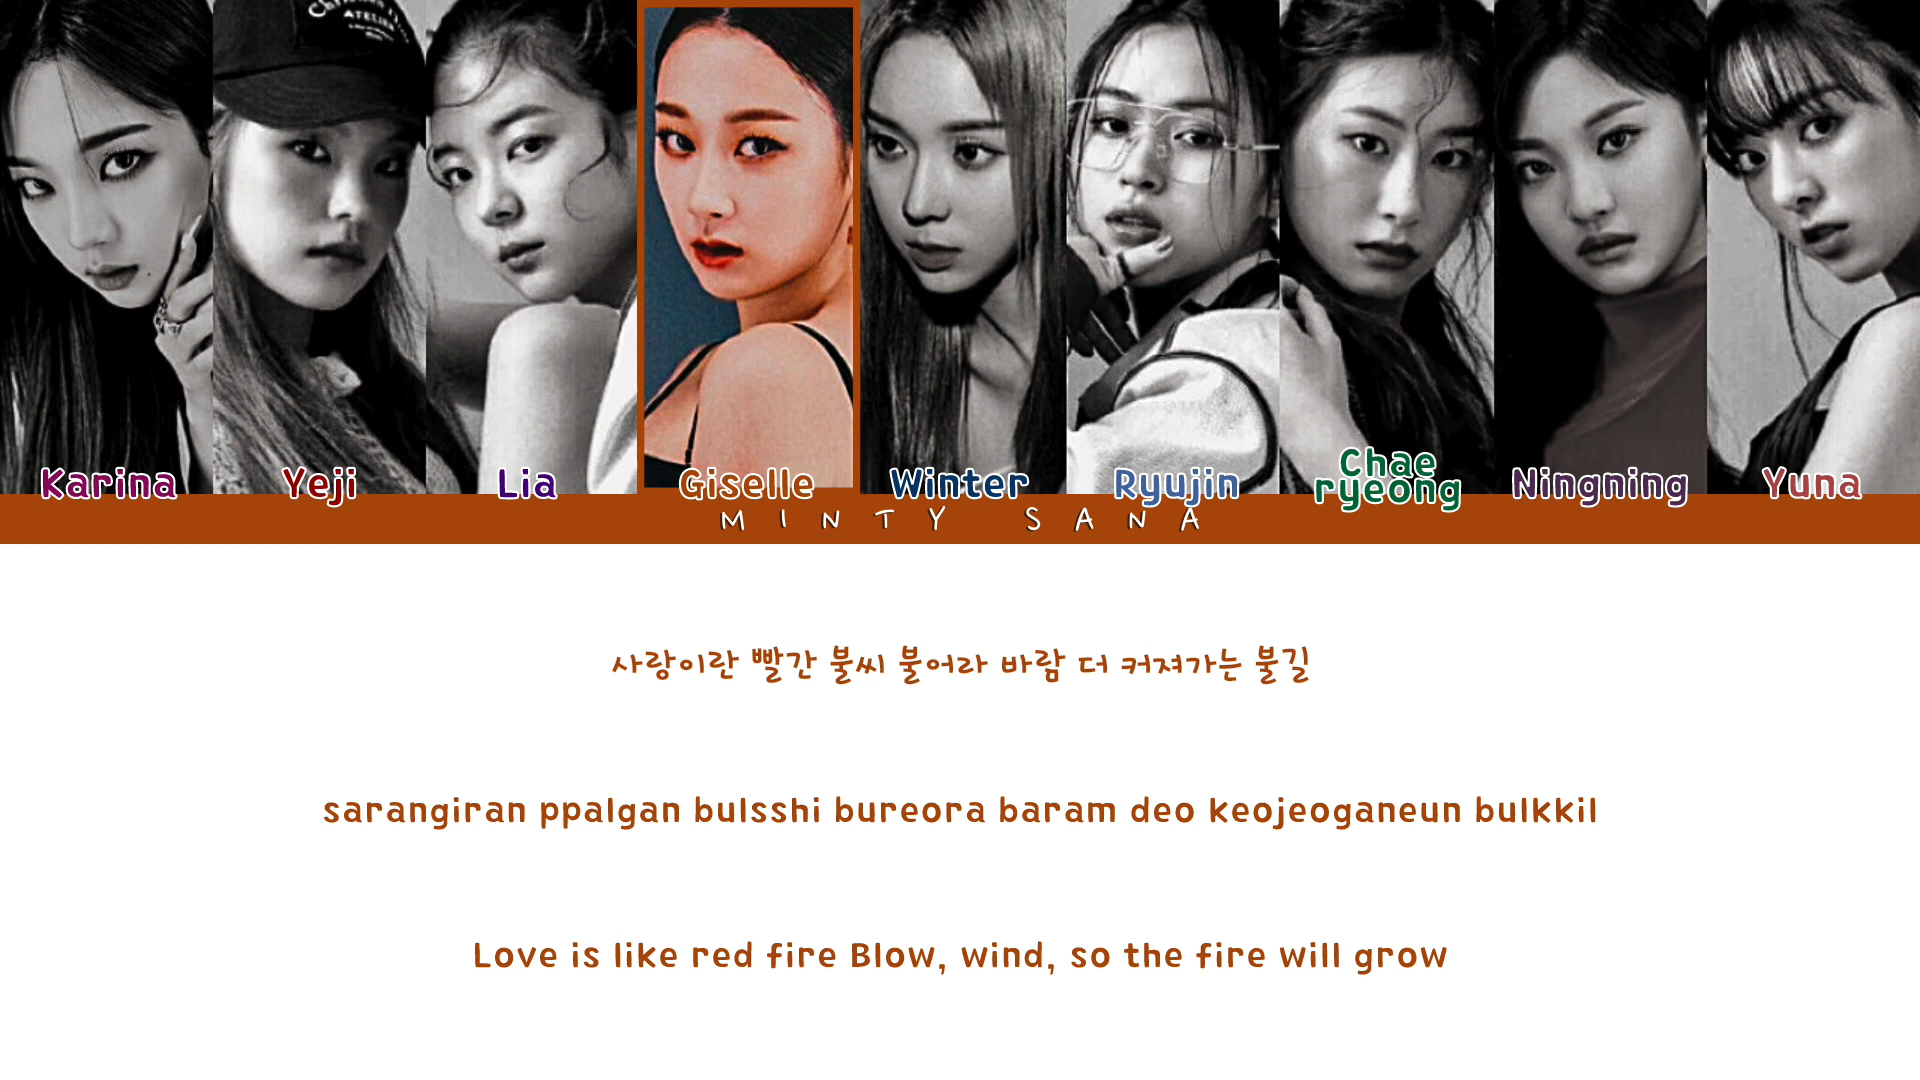 ATELIER
Karina
Yeji
Lia
Giselle
Winter
Ryujin
Chae
ryeong
Ningning
Yuna
MINTY SANA
사랑이란 빨간 불씨 불어라 바람 더 커져가는 불길
sarangiran ppalgan bulsshi bureora baram deo keojeoganeun bulkkil
Love is like red fire Blow, wind, so the fire will grow